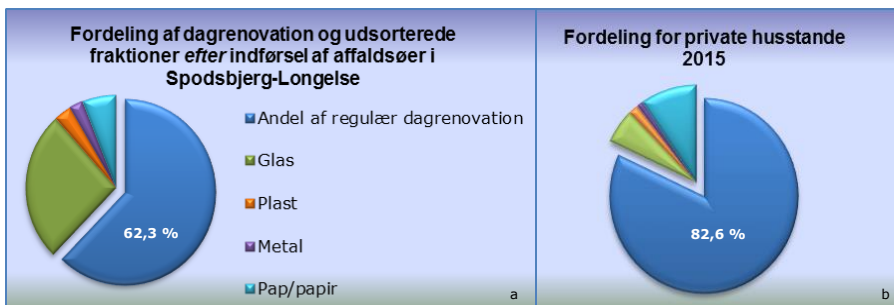 Fordeling af dagrenovation og udsorterede
fraktioner efter indførsel af affaldsøer i
Spodsbjerg-Longelse
Andel af regulær dagrenovation
Glas
Plast
Metal
Pap/papir
62,3 %
a
Fordeling for private husstande
2015
82,6 %
b